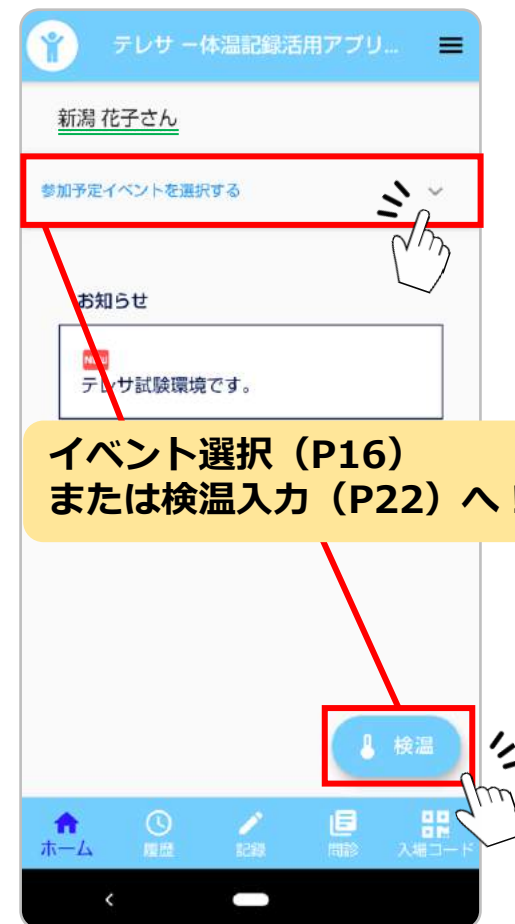 テレサ ー体温記録活用アプリ...
新潟 花子さん
参加予定イベントを選択する
お知らせ
NEW
テレサ試験環境です。
イベント選択（P16）
または検温入力（P22）へ！
検温
ホーム 履歴 記録 問診 入場コード